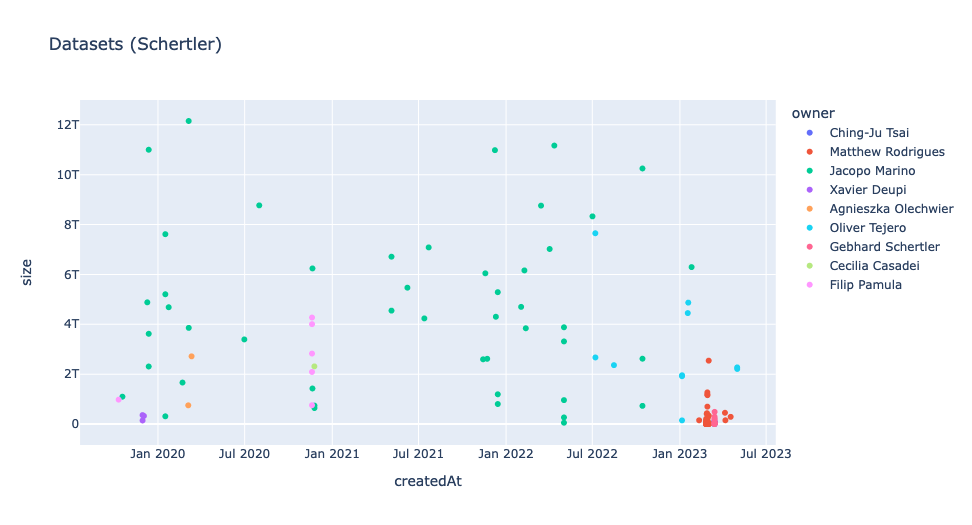 Datasets (Schertler)
owner
Ching-Ju Tsai
Matthew Rodrigues
Jacopo Marino
Xavier Deupi
Agnieszka Olechwier
Oliver Tejero
Gebhard Schertler
Cecilia Casadei
Filip Pamula
12T
10T
8T
6T
4T
2T
0
size
Jan 2020 Jul 2020 Jan 2021 Jul 2021 Jan 2022 Jul 2022 Jan 2023 Jul 2023
createdAt